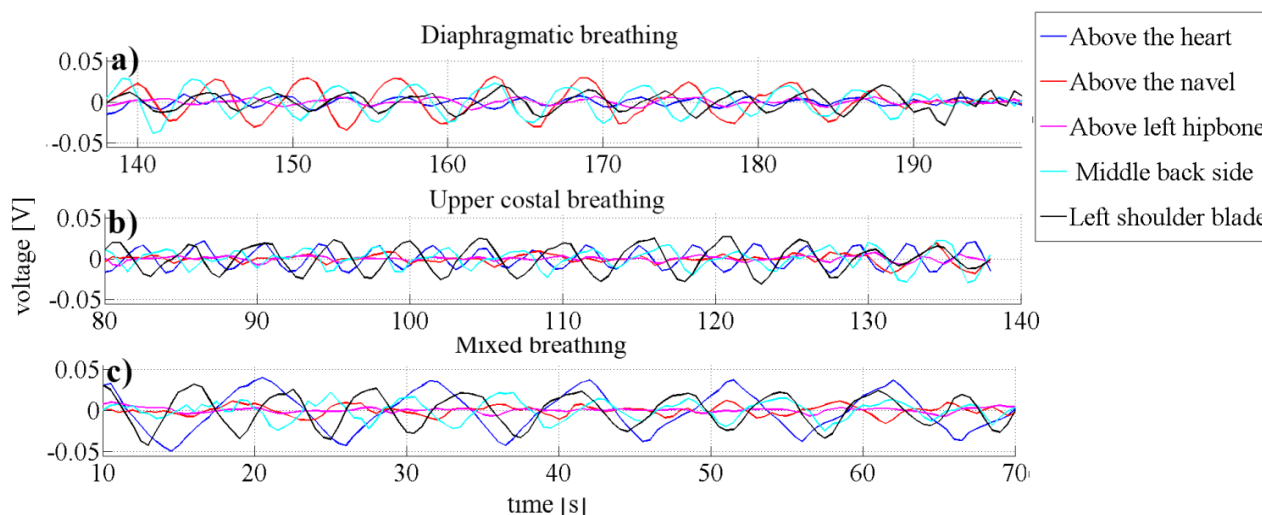 Diaphragmatic breathing
a)
0.05
0
-0.05
140 150 160 170 180 190
Upper costal breathing
b)
0.05
0
-0.05
80 90 100 110 120 130 140
Mixed breathing
c)
0.05
0
-0.05
10 20 30 40 50 60 70
voltage [V]
time [s]
Above the heart
Above the navel
Above left hipbone
Middle back side
Left shoulder blade